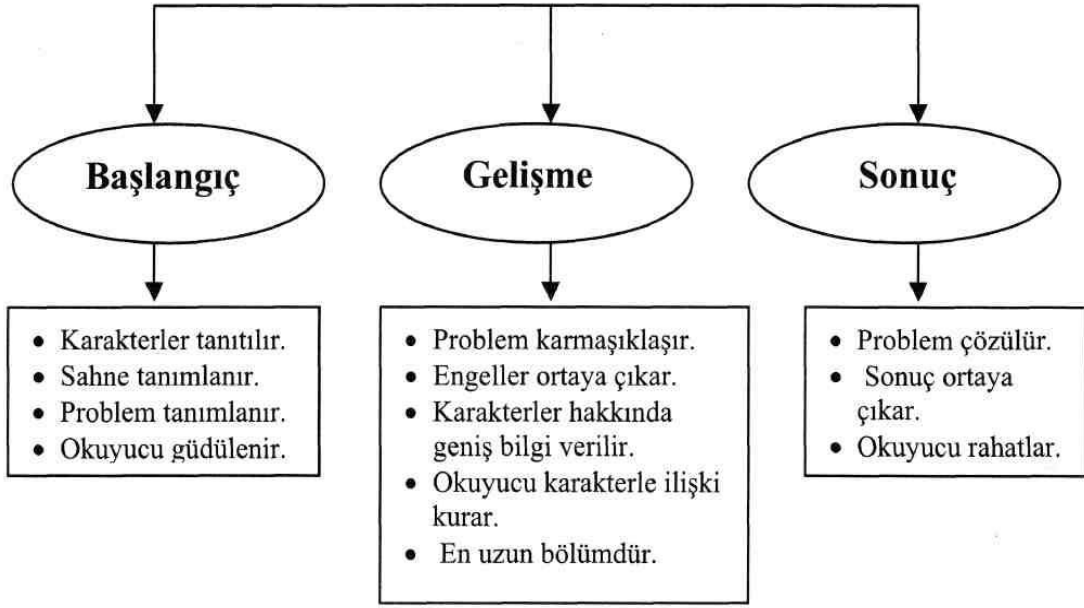 Başlangıç
Gelişme
Sonuç
• Karakterler tanıtılır.
• Sahne tanımlanır.
• Problem tanımlanır.
• Okuyucu güdülenir.
• Problem karmaşıklaşır.
• Engeller ortaya çıkar.
• Karakterler hakkında
geniş bilgi verilir.
• Okuyucu karakterle ilişki
kurar.
• En uzun bölümdür.
• Problem çözülür.
• Sonuç ortaya
çıkar.
• Okuyucu rahatlar.